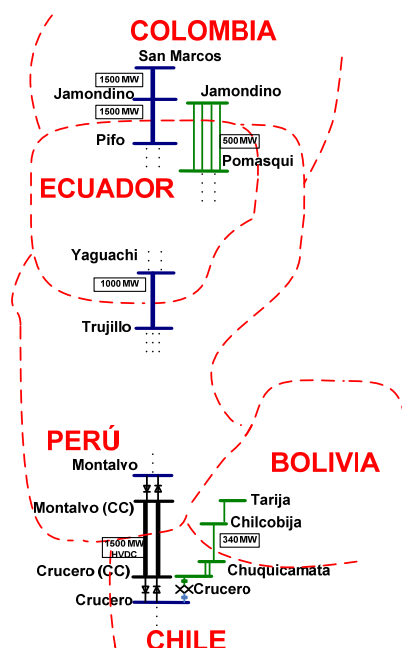 COLOMBIA
San Marcos
1500 MW
Jamondino
Jamondino
1500 MW
Pifo
500 MW
Pomasqui
ECUADOR
Yaguachi
1000 MW
Trujillo
PERÚ
Montalvo
BOLIVIA
Montalvo (CC)
Tarija
Chilcobija
1500 MW
HVDC
340 MW
Crucero (CC)
Chuquicamata
Crucero
Crucero
CHILE